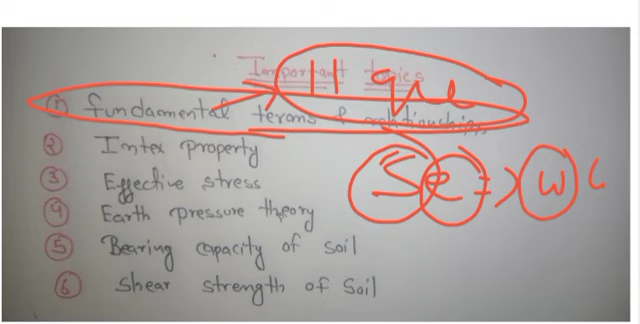 Important topics
11 que
① fundamental terms & relationships
② Intex property
③ Effective stress
④ Earth pressure theory
⑤ Bearing capacity of soil
⑥ Shear strength of Soil
Se => w